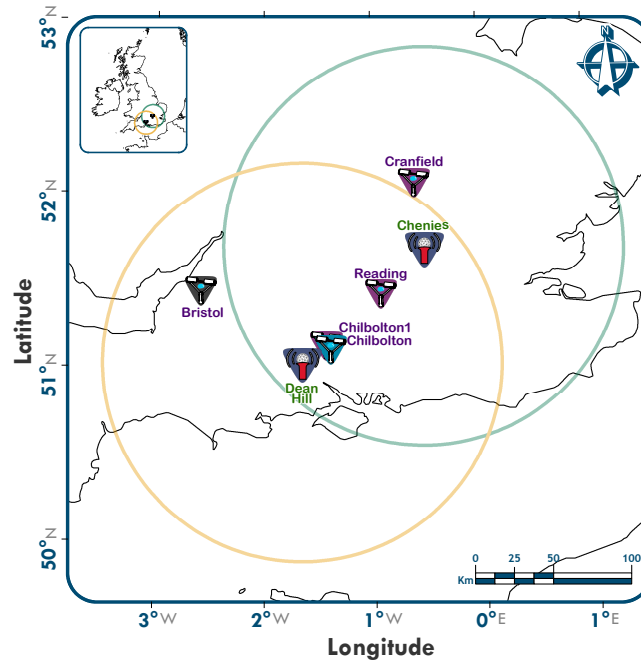 53°N
N
Cranfield
52°N
Chenies
Reading
Bristol
Chilbolton1
Chilbolton
51°N
Dean
Hill
Latitude
50°N
0 25 50 100
Km
3°W 2°W 1°W 0°E 1°E
Longitude